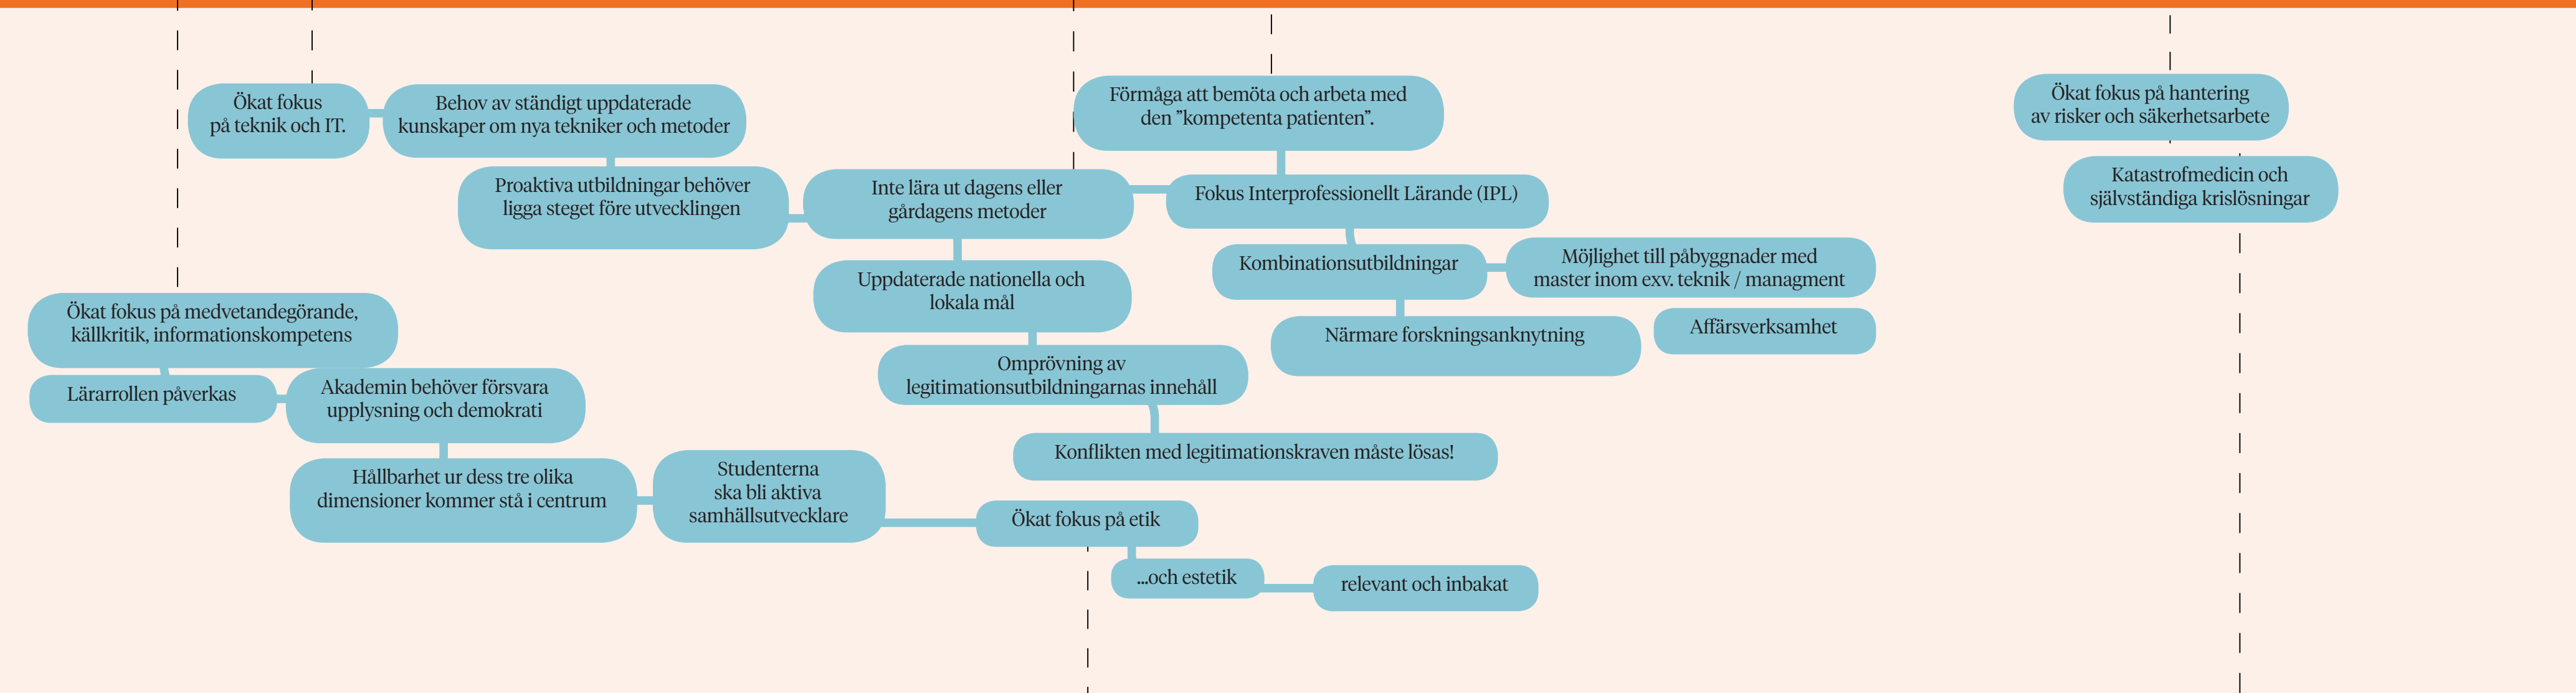 Ökat fokus
på teknik och IT.
Behov av ständigt uppdaterade
kunskaper om nya tekniker och metoder
Förmåga att bemöta och arbeta med
den ”kompetenta patienten”.
Ökat fokus på hantering
av risker och säkerhetsarbete
Proaktiva utbildningar behöver
ligga steget före utvecklingen
Inte lära ut dagens eller
gårdagens metoder
Fokus Interprofessionellt Lärande (IPL)
Katastrofmedicin och
självständiga krislösningar
Kombinationsutbildningar
Möjlighet till påbyggnader med
master inom exv. teknik / managment
Uppdaterade nationella och
lokala mål
Ökat fokus på medvetandegörande,
källkritik, informationskompetens
Närmare forskningsanknytning
Affärsverksamhet
Omprövning av
legitimationsutbildningarnas innehåll
Lärarrollen påverkas
Akademin behöver försvara
upplysning och demokrati
Konflikten med legitimationskraven måste lösas!
Hållbarhet ur dess tre olika
dimensioner kommer stå i centrum
Studenterna
ska bli aktiva
samhällsutvecklare
Ökat fokus på etik
...och estetik
relevant och inbakat